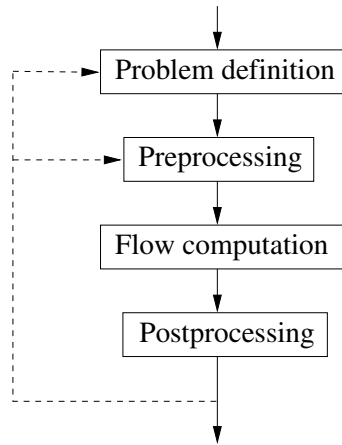 Problem definition
Preprocessing
Flow computation
Postprocessing